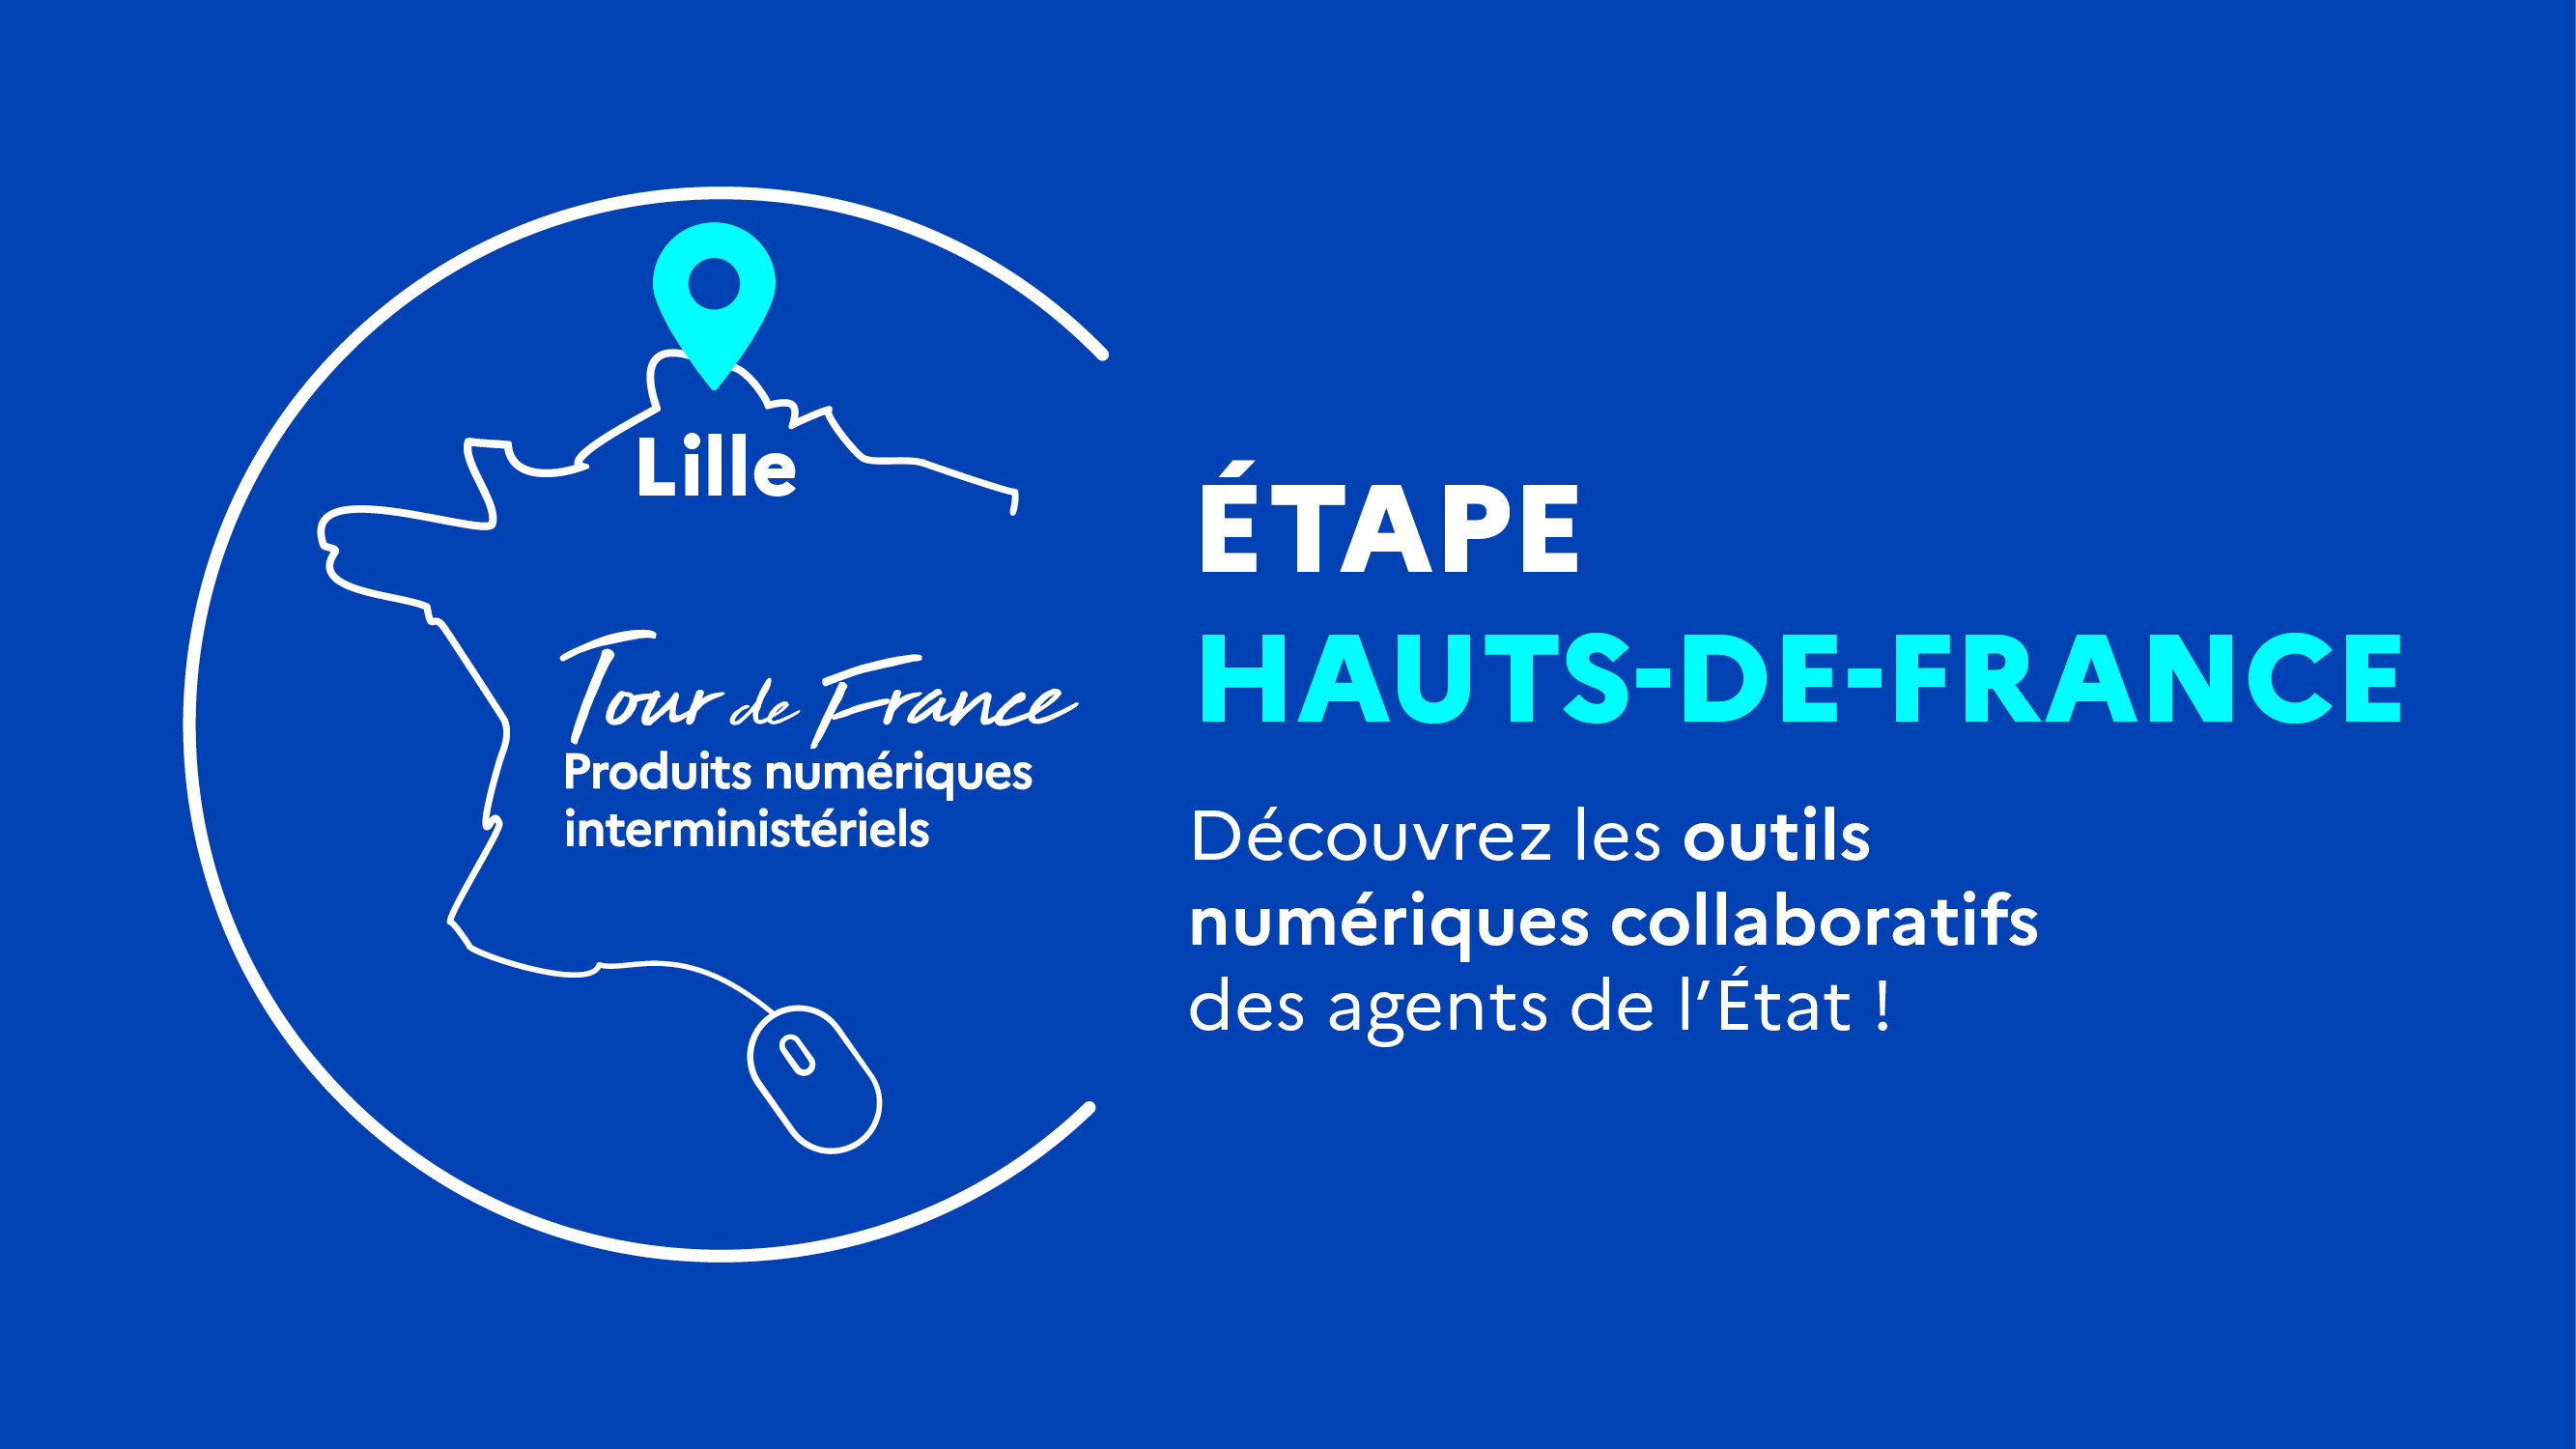 Lille
Tour de France
Produits numériques
interministériels
ÉTAPE
HAUTS-DE-FRANCE
Découvrez les outils
numériques collaboratifs
des agents de l’État !